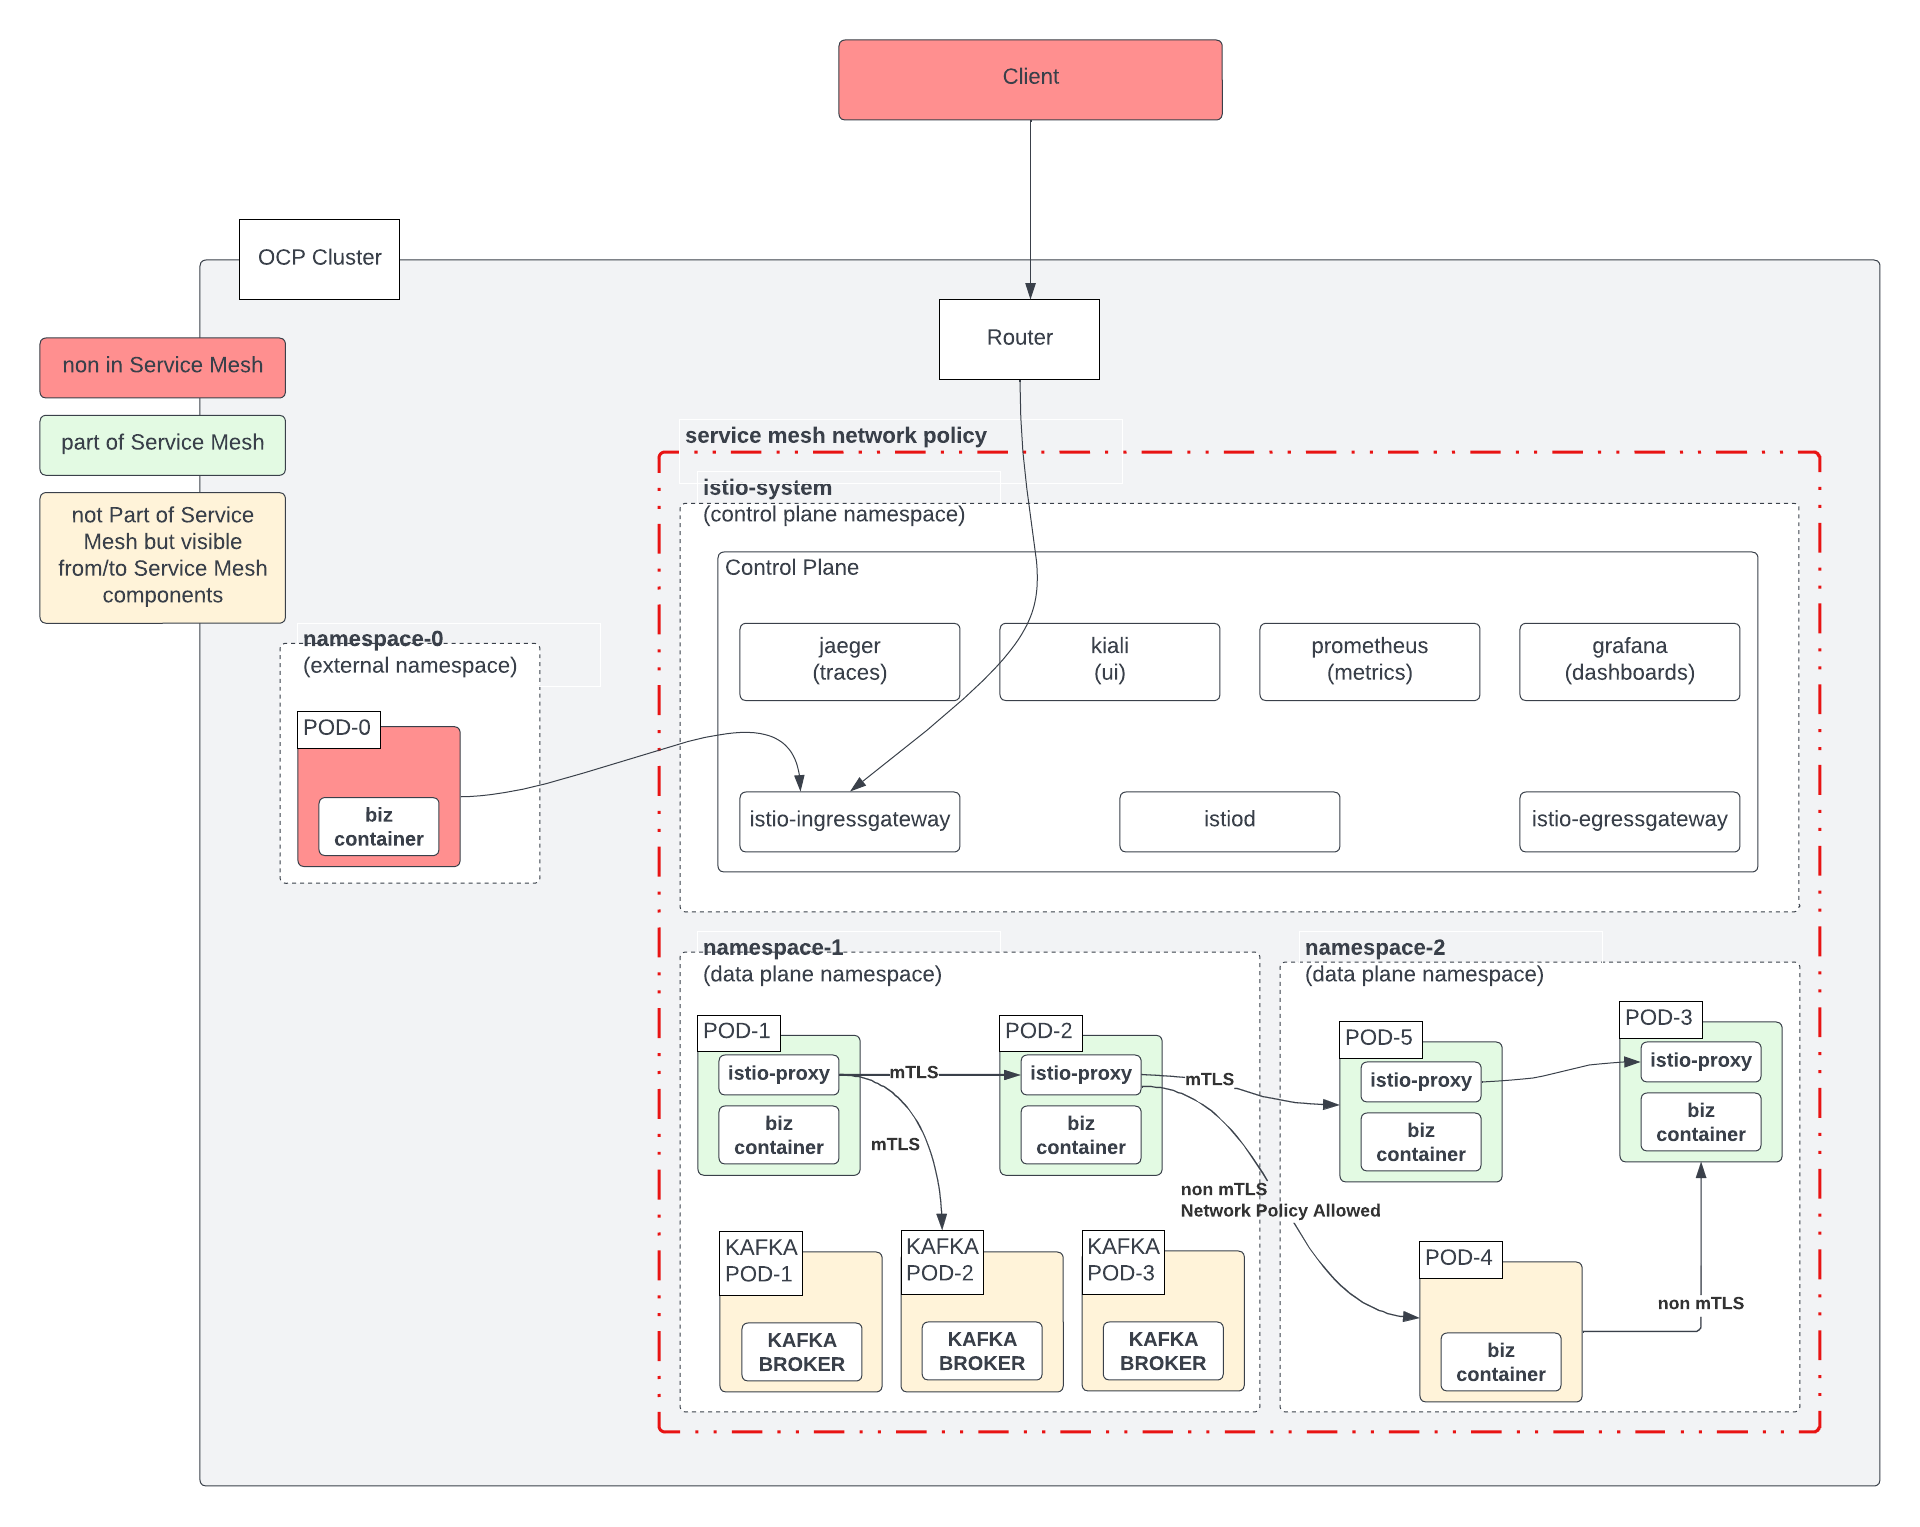 Client
OCP Cluster
Router
non in Service Mesh
part of Service Mesh
not Part of Service
Mesh but visible
from/to Service Mesh
components
service mesh network policy
istio-system
(control plane namespace)
Control Plane
jaeger
(traces)
kiali
(ui)
prometheus
(metrics)
grafana
(dashboards)
istio-ingressgateway
istiod
istio-egressgateway
namespace-0
(external namespace)
POD-0
biz
container
namespace-1
(data plane namespace)
POD-1
istio-proxy
biz
container
mTLS
mTLS
POD-2
istio-proxy
biz
container
mTLS
non mTLS
Network Policy Allowed
KAFKA
POD-1
KAFKA
BROKER
KAFKA
POD-2
KAFKA
BROKER
KAFKA
POD-3
KAFKA
BROKER
namespace-2
(data plane namespace)
POD-5
istio-proxy
biz
container
POD-3
istio-proxy
biz
container
POD-4
biz
container
non mTLS